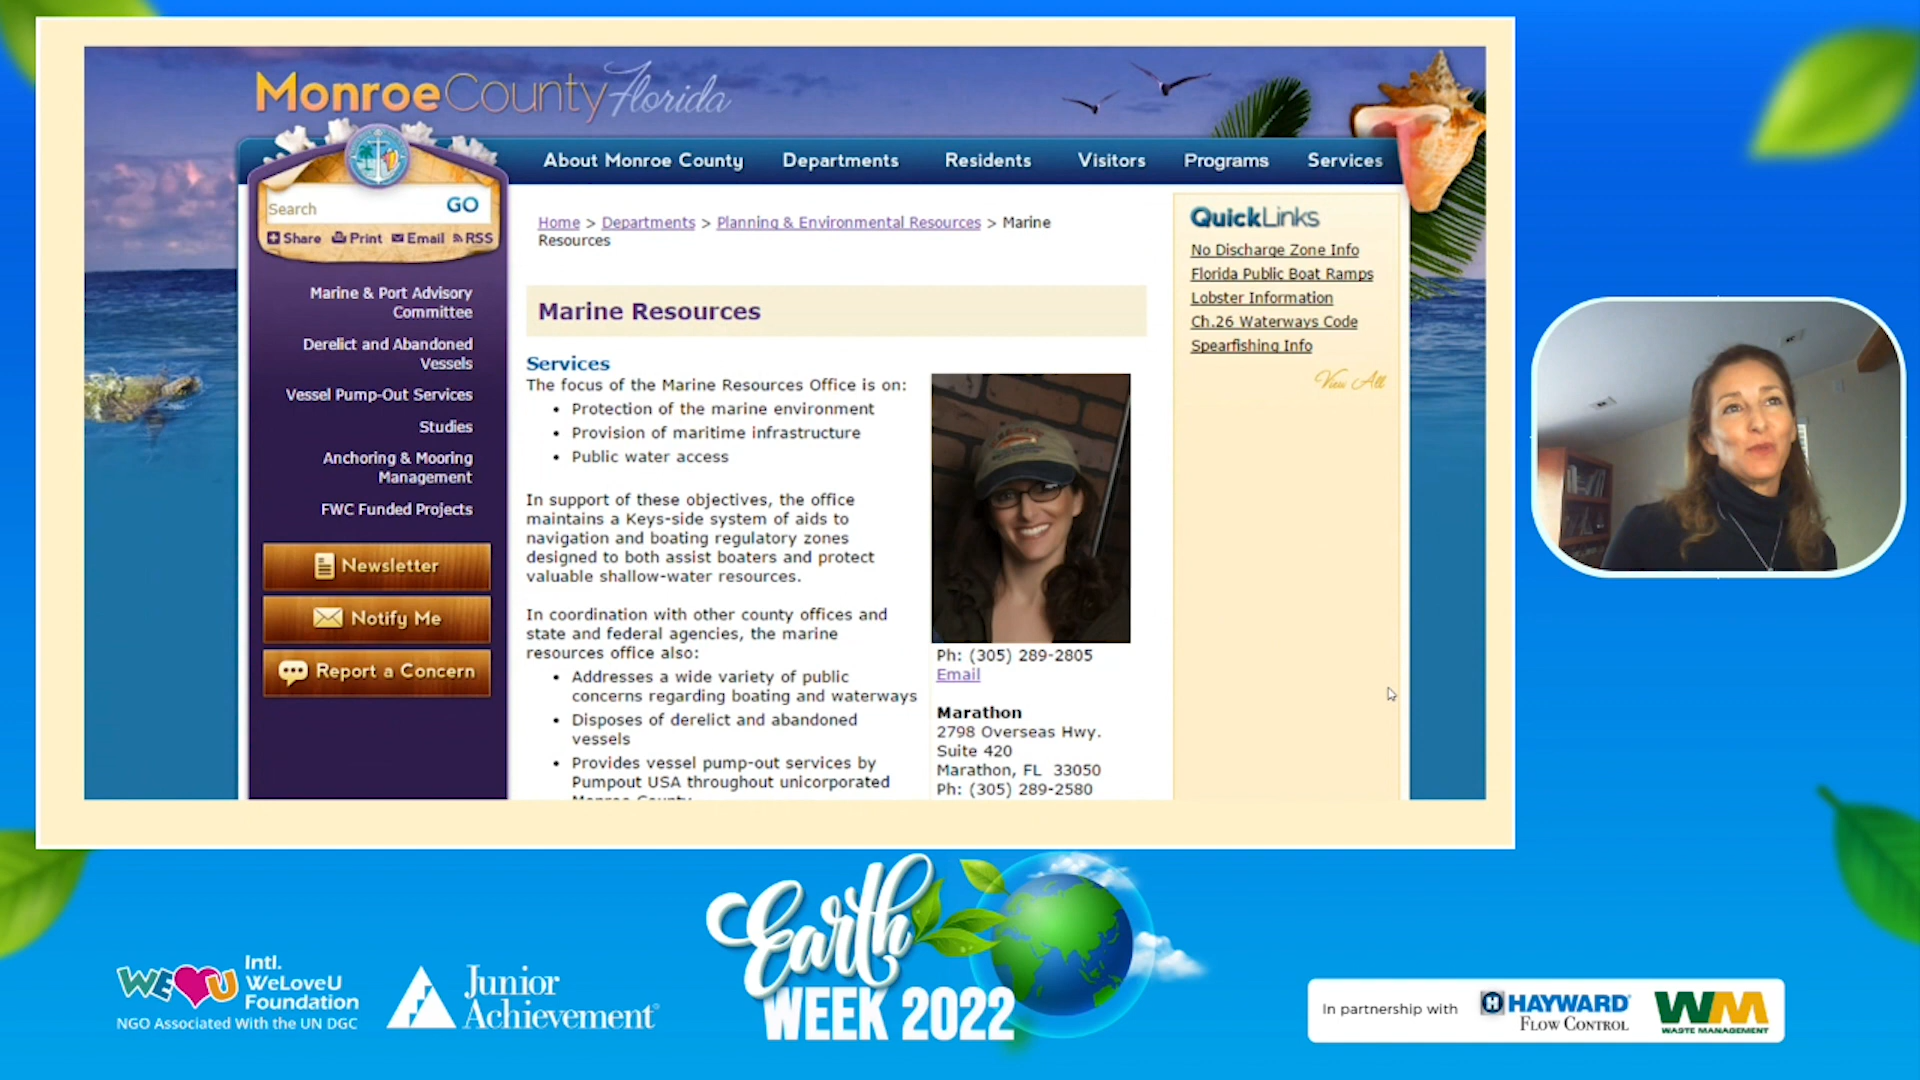 MonroeCountyFlorida
About Monroe County Departments Residents Visitors Programs Services
Search GO
Share Print Email RSS
Marine & Port Advisory
Committee
Derelict and Abandoned
Vessels
Vessel Pump-Out Services
Studies
Anchoring & Mooring
Management
FWC Funded Projects
Newsletter
Notify Me
Report a Concern
Home > Departments > Planning & Environmental Resources > Marine
Resources
Marine Resources
Services
The focus of the Marine Resources Office is on:
• Protection of the marine environment
• Provision of maritime infrastructure
• Public water access
In support of these objectives, the office
maintains a Keys-side system of aids to
navigation and boating regulatory zones
designed to both assist boaters and protect
valuable shallow-water resources.
In coordination with other county offices and
state and federal agencies, the marine
resources office also:
• Addresses a wide variety of public
concerns regarding boating and waterways
• Disposes of derelict and abandoned
vessels
• Provides vessel pump-out services by
Pumpout USA throughout unicorporated
Monroe County
Ph: (305) 289-2805
Email
Marathon
2798 Overseas Hwy.
Suite 420
Marathon, FL 33050
Ph: (305) 289-2580
QuickLinks
No Discharge Zone Info
Florida Public Boat Ramps
Lobster Information
Ch.26 Waterways Code
Spearfishing Info
View All
WE U Intl.
WeLoveU
Foundation
NGO Associated With the UN DGC
Junior
Achievement®
Earth
WEEK 2022
In partnership with
H HAYWARD®
FLOW CONTROL
WM
WASTE MANAGEMENT